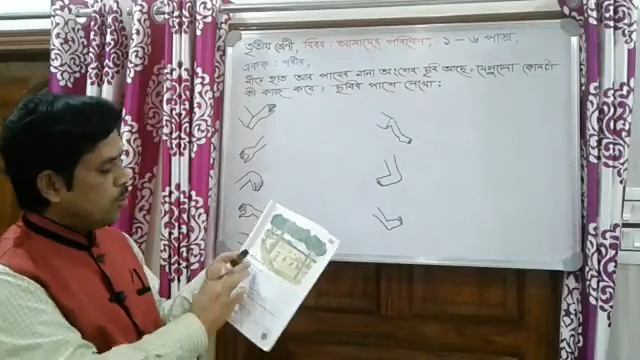 তৃতীয় শ্রেণী, বিষয় : আমাদের পরিবেশ, ১ - ৬ পাতা,
একক : শরীর,
নীচে হাত আর পায়ের নানা অংশের ছবি আছে, সেগুলো কোনটা
কী কাজ করে, ছবির পাশে লেখো :